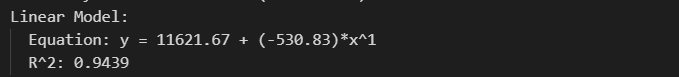 Linear Model:
Equation: y = 11621.67 + (-530.83)*x^1
R^2: 0.9439